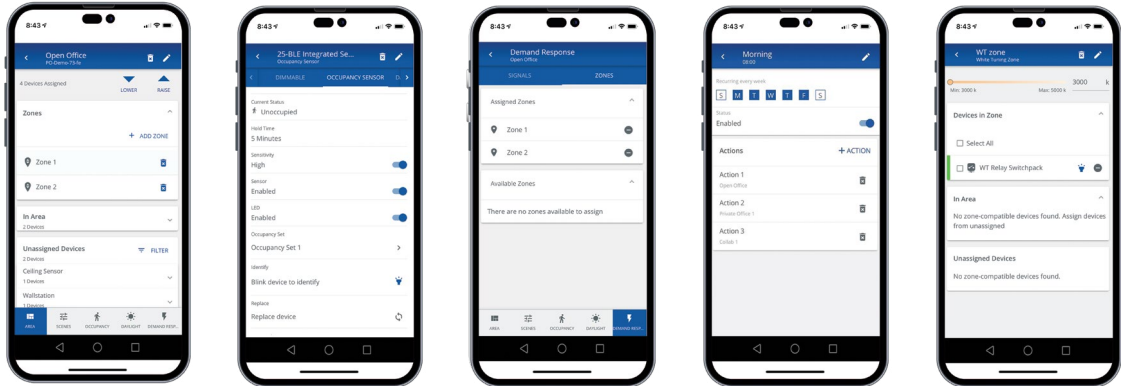 8:43
Open Office
PD-Demo-75-fe
4 Devices Assigned
LOWER
RAISE
Zones
+ ADD ZONE
Zone 1
Zone 2
In Area
2 Devices
Unassigned Devices
2 Devices
FILTER
Ceiling Sensor
1 Devices
Wallstation
1 Devices
AREA
SCENES
OCCUPANCY
DAYLIGHT
DEMAND RESP...
8:43
25-BLE Integrated Se...
Occupancy Sensor
DIMMABLE
OCCUPANCY SENSOR
Current Status
Unoccupied
Hold Time
5 Minutes
Sensitivity
High
Sensor
Enabled
LED
Enabled
Occupancy Set
Occupancy Set 1
Identify
Blink device to identify
Replace
Replace device
8:43
Demand Response
Open Office
SIGNALS
ZONES
Assigned Zones
Zone 1
Zone 2
Available Zones
There are no zones available to assign
AREA
SCENES
OCCUPANCY
DAYLIGHT
DEMAND RESP...
8:43
Morning
08:00
Recurring every week
S M T W T F S
Status
Enabled
Actions
+ ACTION
Action 1
Open Office
Action 2
Private Office 1
Action 3
Collab 1
8:43
WT zone
White Tuning Zone
3000 k
Min: 3000 k
Max: 5000 k
Devices in Zone
Select All
WT Relay Switchpack
In Area
No zone-compatible devices found. Assign devices
from unassigned
Unassigned Devices
No zone-compatible devices found.